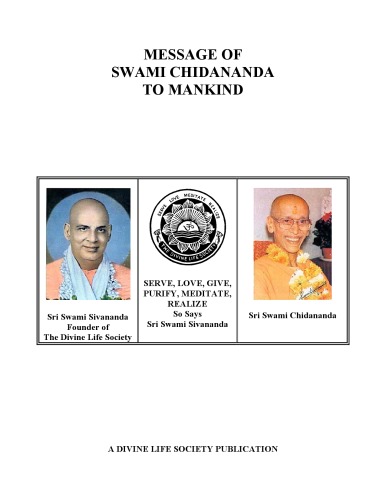 MESSAGE OF
SWAMI CHIDANANDA
TO MANKIND
Sri Swami Sivananda
Founder of
The Divine Life Society
SERVE LOVE MEDITATE REALIZE
THE DIVINE LIFE SOCIETY
SERVE, LOVE, GIVE,
PURIFY, MEDITATE,
REALIZE
So Says
Sri Swami Sivananda
Sri Swami Chidananda
A DIVINE LIFE SOCIETY PUBLICATION